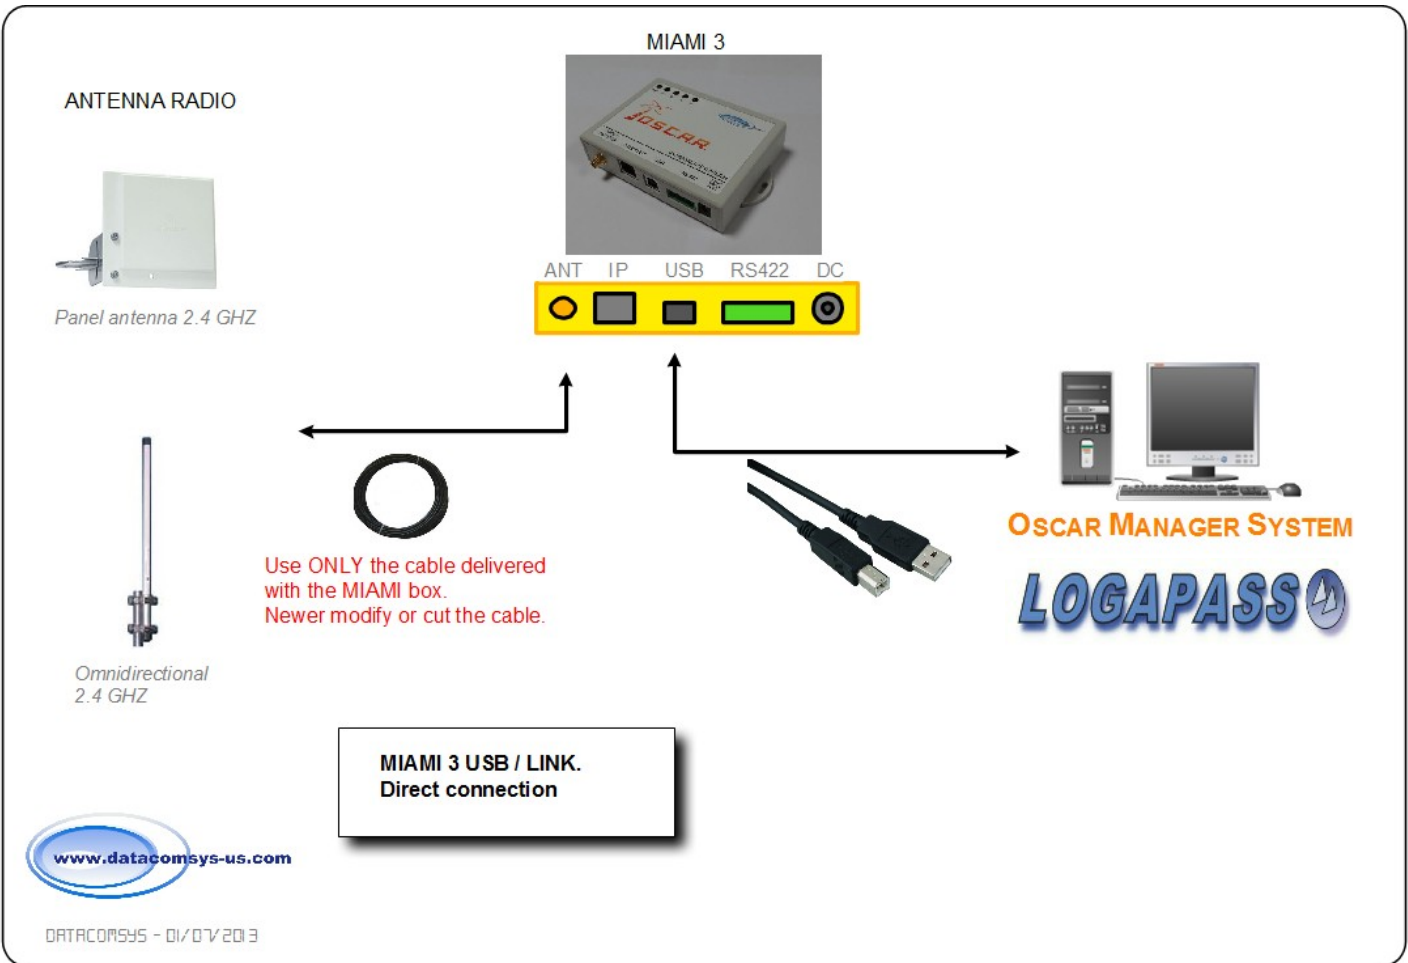 MIAMI 3
ANTENNA RADIO
OSCAR
ANT IP USB RS422 DC
Panel antenna 2.4 GHZ
OSCAR MANAGER SYSTEM
LOGAPASS
Use ONLY the cable delivered
with the MIAMI box.
Newer modify or cut the cable.
Omnidirectional
2.4 GHZ
MIAMI 3 USB / LINK.
Direct connection
www.datacomsys-us.com
DATACOMSYS - 01/07/2013